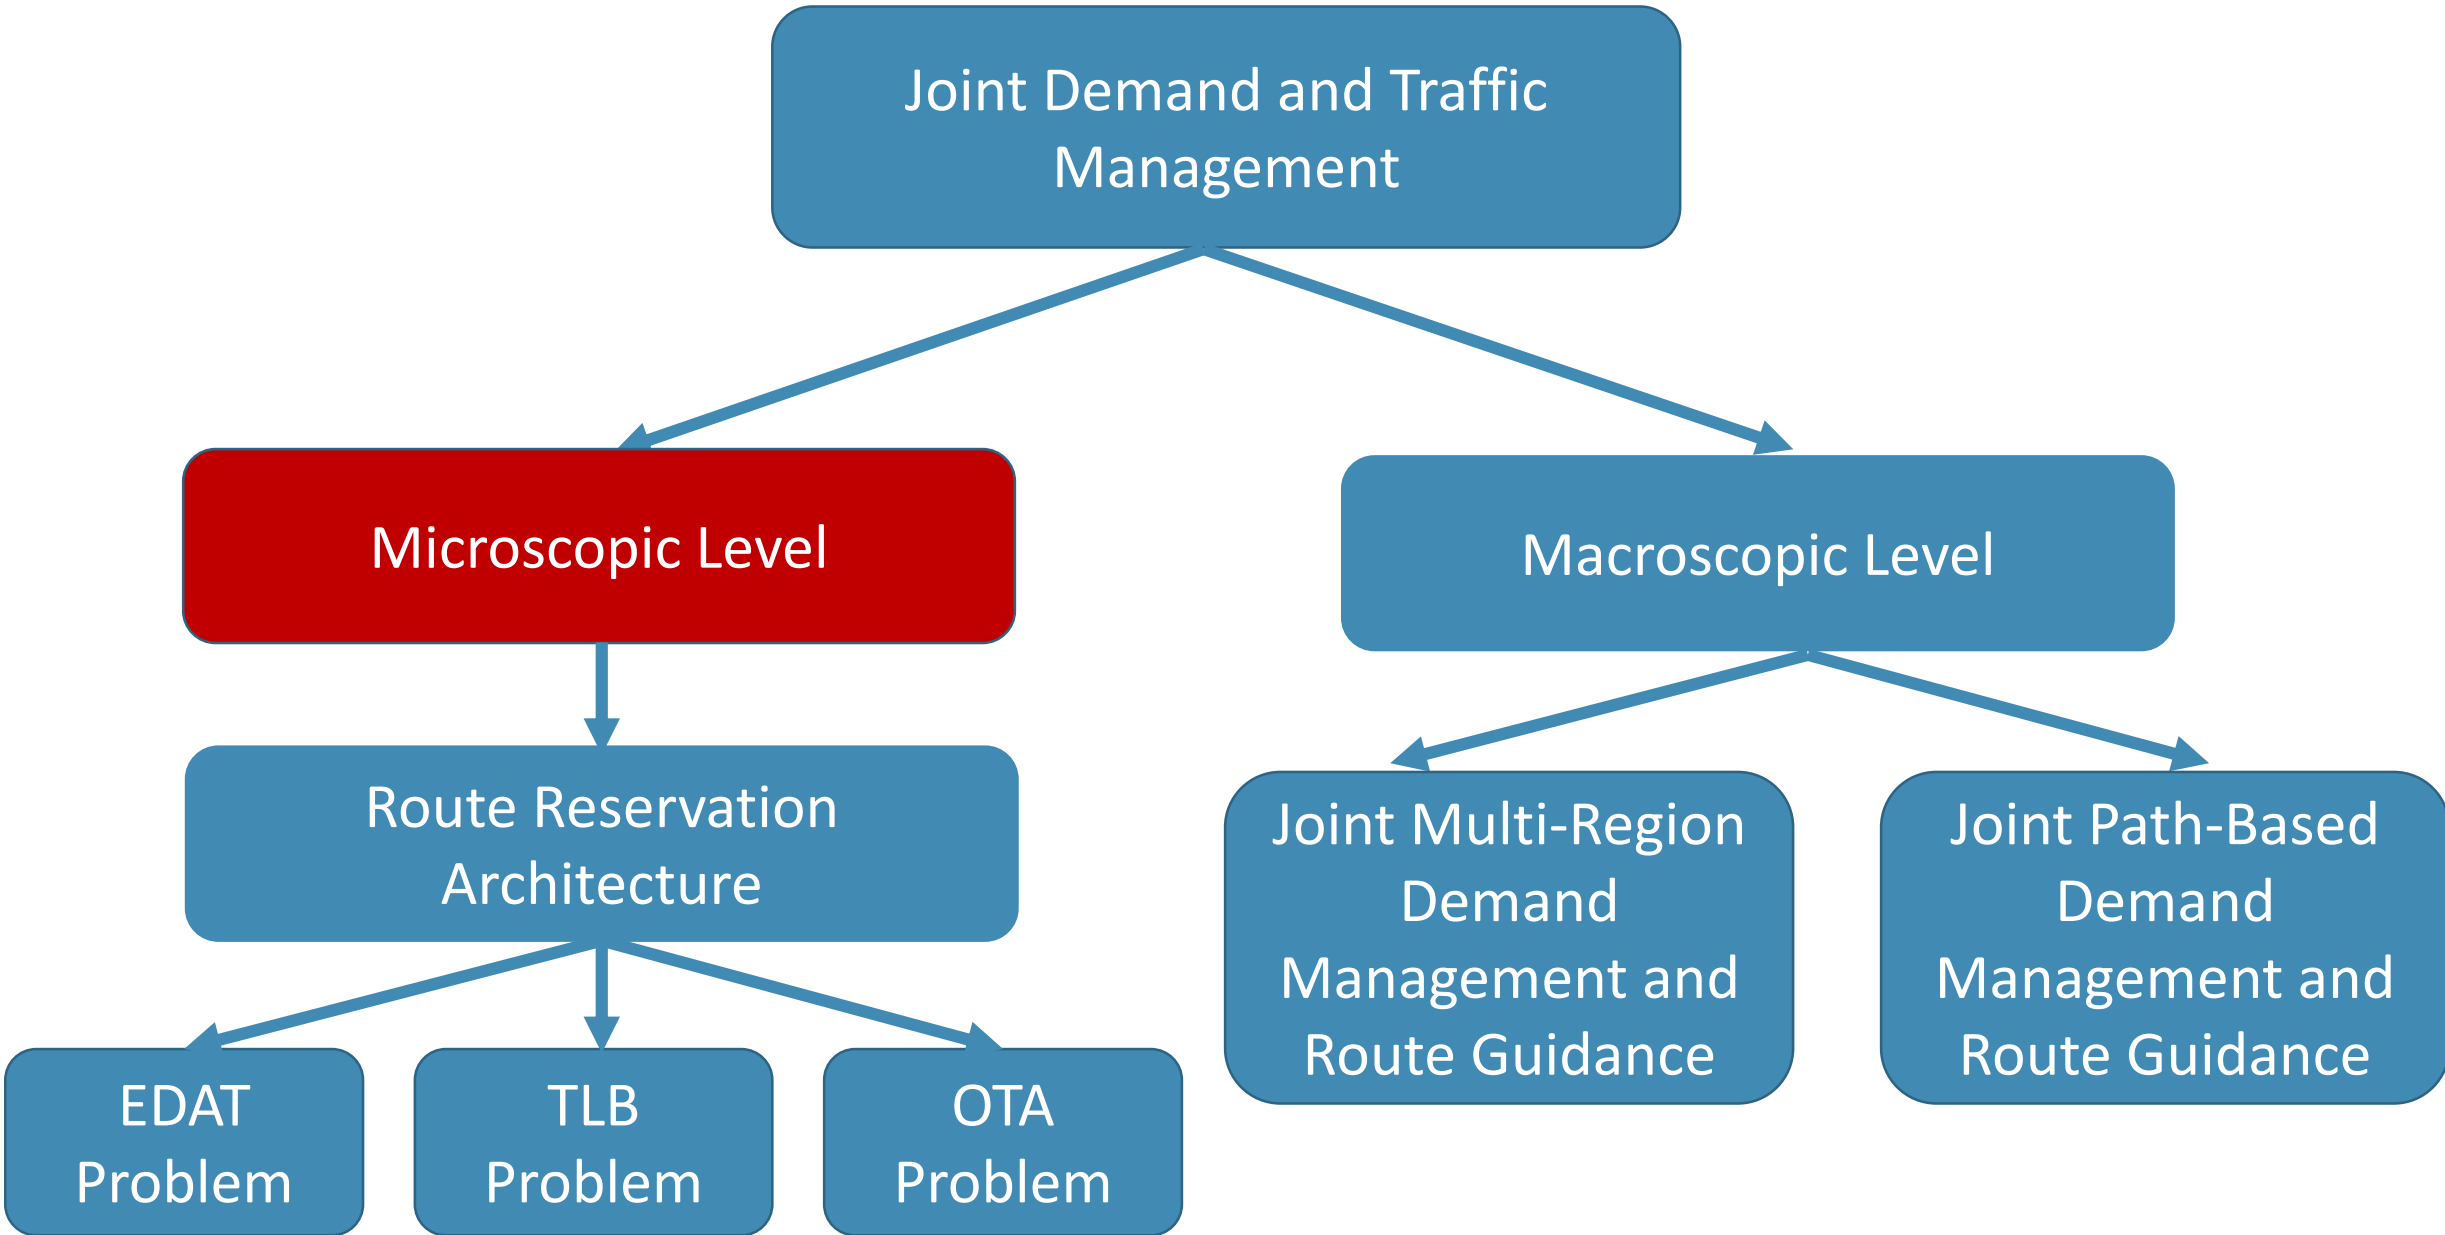 Joint Demand and Traffic
Management
Microscopic Level
Macroscopic Level
Route Reservation
Architecture
Joint Multi-Region
Demand
Management and
Route Guidance
Joint Path-Based
Demand
Management and
Route Guidance
EDAT
Problem
TLB
Problem
OTA
Problem